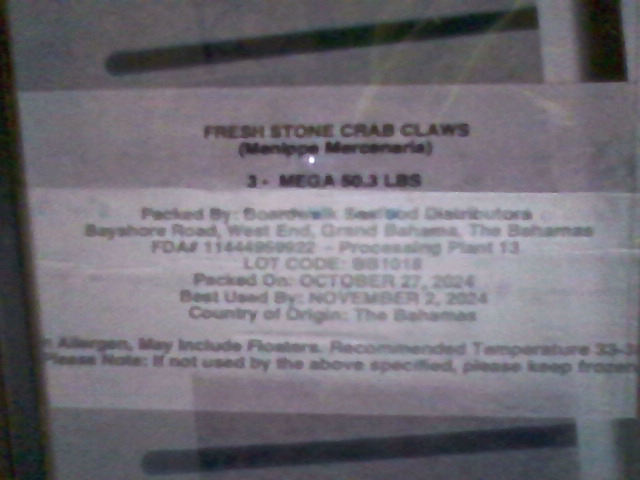 FRESH STONE CRAB CLAWS
(Menippe Mercenaria)
3 - MEGA 50.3 LBS
Packed By: Boardwalk Seafood Distributors
Bayshore Road, West End, Grand Bahama, The Bahamas
FDA# - Processing Plant 13
LOT CODE: BB1018
Packed On: OCTOBER 27, 2024
Best Used By: NOVEMBER 2, 2024
Country of Origin: The Bahamas
Allergen, May Include Floaters. Recommended Temperature 33-3
Please Note: If not used by the above specified, please keep frozen